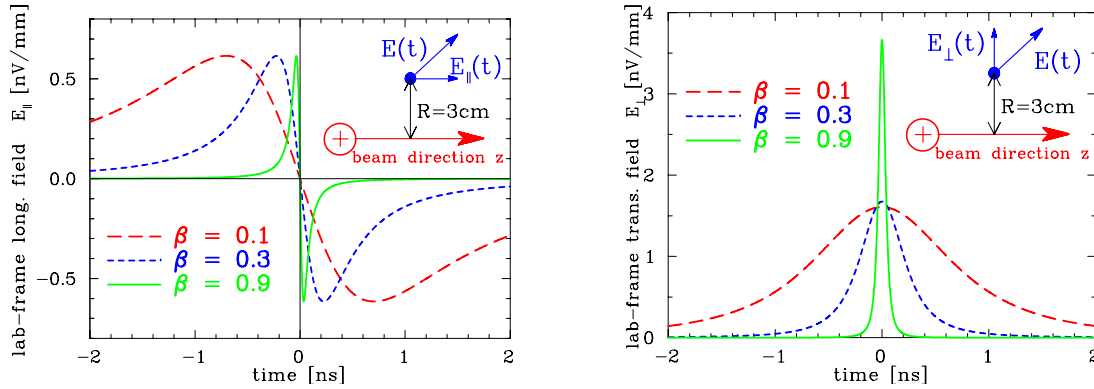 lab-frame long. field E∥ [nV/mm]
0.5
0.0
−0.5
−2
−1
0
1
2
time [ns]
E(t)
E∥(t)
R=3cm
+
beam direction z
β = 0.1
β = 0.3
β = 0.9
lab-frame trans. field E⊥ [nV/mm]
4
3
2
1
0
−2
−1
0
1
2
time [ns]
E⊥(t)
E(t)
R=3cm
+
beam direction z
β = 0.1
β = 0.3
β = 0.9